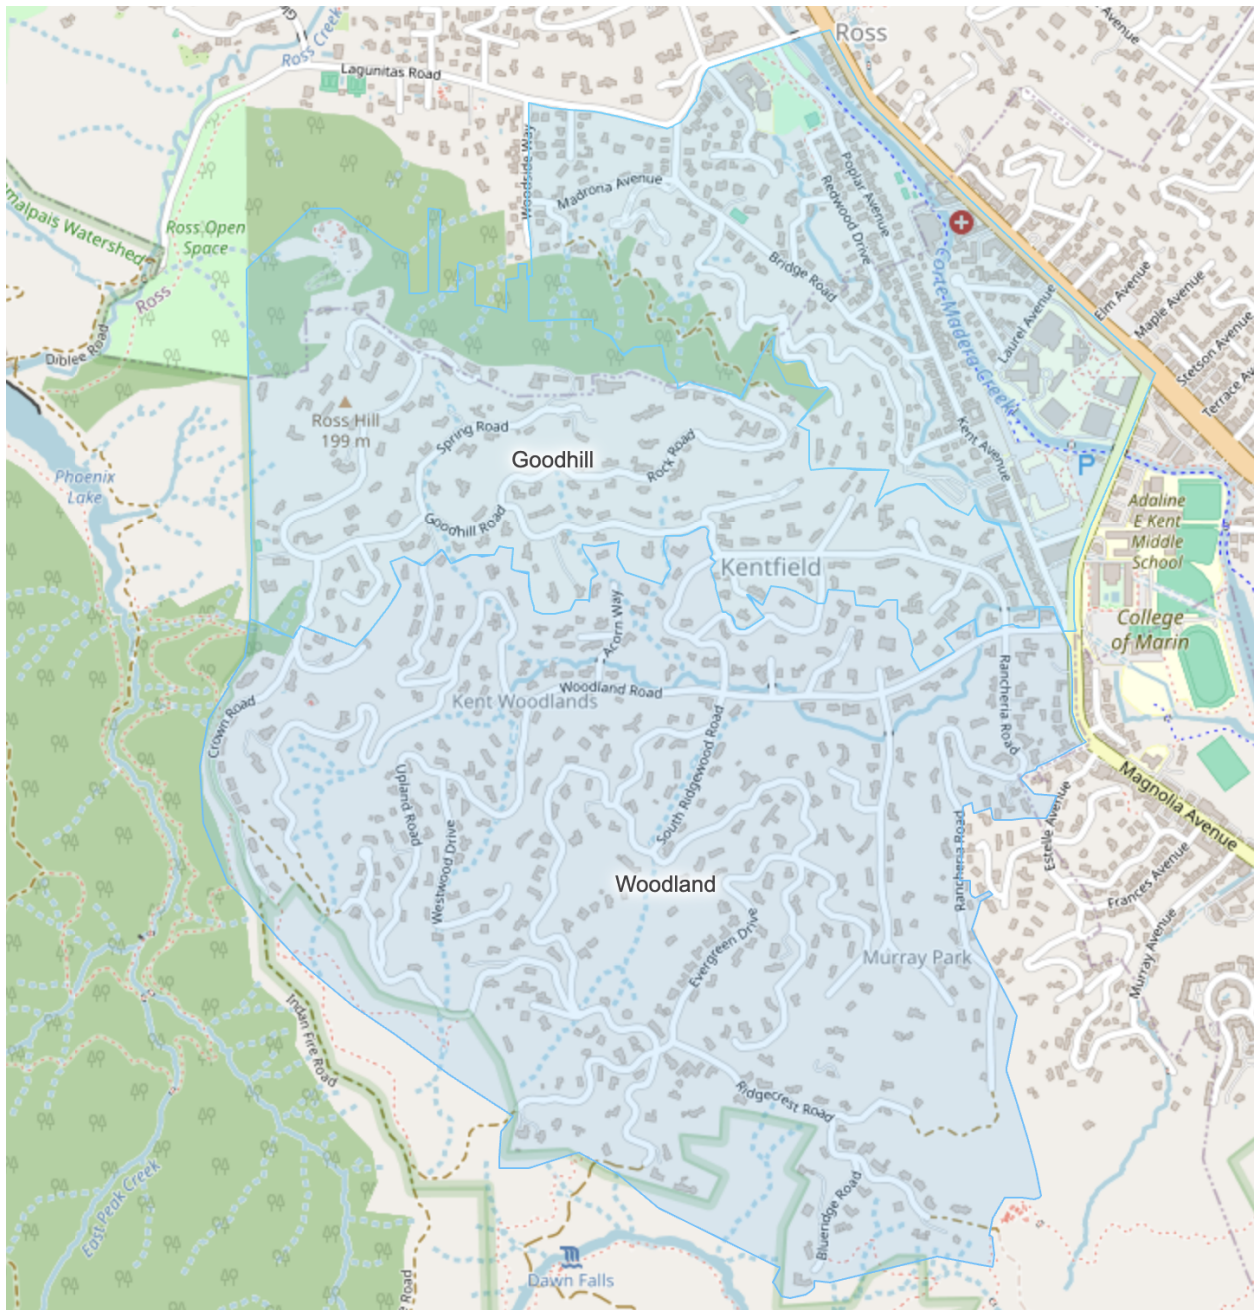 Ross
Ross Creek
Lagunitas Road
Woodside Way
Madrona Avenue
Poplar Avenue
Redwood Drive
Bridge Road
Ross Open
Space
Ross
Diblee Road
Corte Madera Creek
Laurel Avenue
Elm Avenue
Maple Avenue
Stetson Avenue
Ross Hill
199 m
Spring Road
Goodhill
Rock Road
Kent Avenue
P
Phoenix
Lake
Goodhill Road
Adaline
E Kent
Middle
School
Kentfield
College
of Marin
Acorn Way
Woodland Road
Kent Woodlands
Crown Road
Rancheria Road
South Ridgewood Road
Upland Road
Westwood Drive
Magnolia Avenue
Estelle Avenue
Rancheria Road
Woodland
Frances Avenue
Evergreen Drive
Murray Park
Murray Avenue
Indian Fire Road
Ridgecrest Road
Blueridge Road
East Peak Creek
Dawn Falls
Road